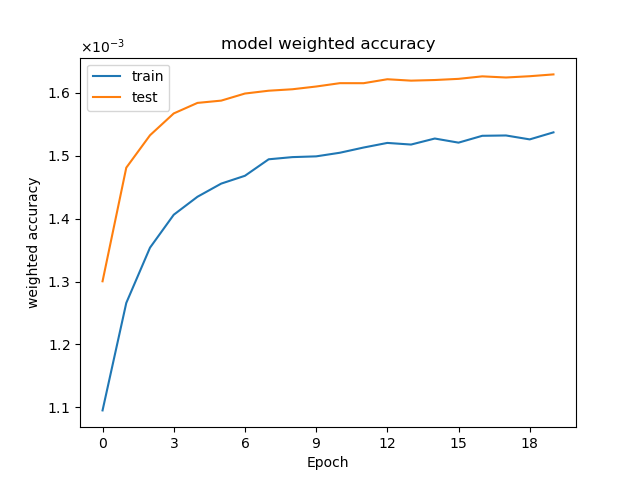 model weighted accuracy
×10⁻³
train
test
1.6
1.5
1.4
1.3
1.2
1.1
weighted accuracy
0 3 6 9 12 15 18
Epoch